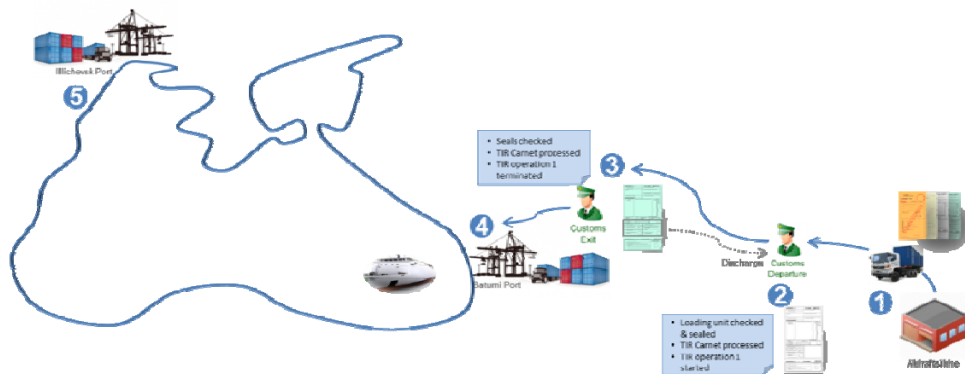 Illichevsk Port
5
• Seals checked
• TIR Carnet processed
• TIR operation 1
terminated
3
4
Customs
Exit
Batumi Port
Discharge
Customs
Departure
2
1
• Loading unit checked
& sealed
• TIR Carnet processed
• TIR operation 1
started